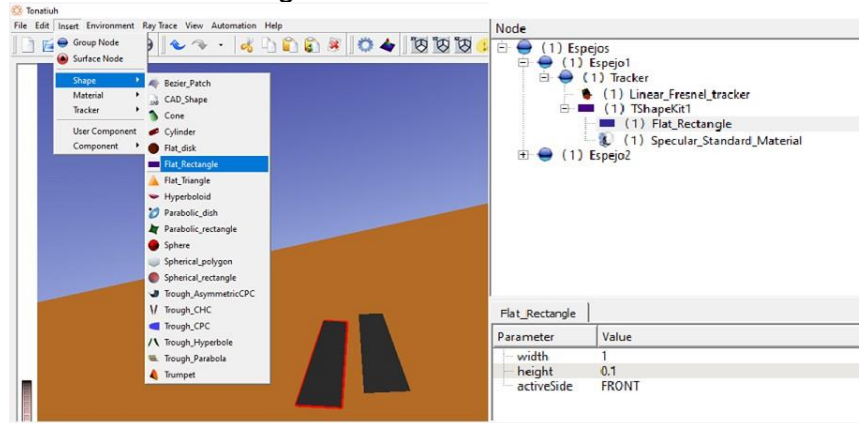 Tonatiuh
File Edit Insert Environment Ray Trace View Automation Help
Group Node
Surface Node
Shape
Material
Tracker
User Component
Component
Bezier_Patch
CAD_Shape
Cone
Cylinder
Flat_disk
Flat_Rectangle
Flat_Triangle
Hyperboloid
Parabolic_dish
Parabolic_rectangle
Sphere
Spherical_polygon
Spherical_rectangle
Trough_AsymmetricCPC
Trough_CHC
Trough_CPC
Trough_Hyperbole
Trough_Parabola
Trumpet
Node
(1) Espejos
(1) Espejo1
(1) Tracker
(1) Linear_Fresnel_tracker
(1) TShapeKit1
(1) Flat_Rectangle
(1) Specular_Standard_Material
(1) Espejo2
Flat_Rectangle
Parameter Value
width 1
height 0.1
activeSide FRONT